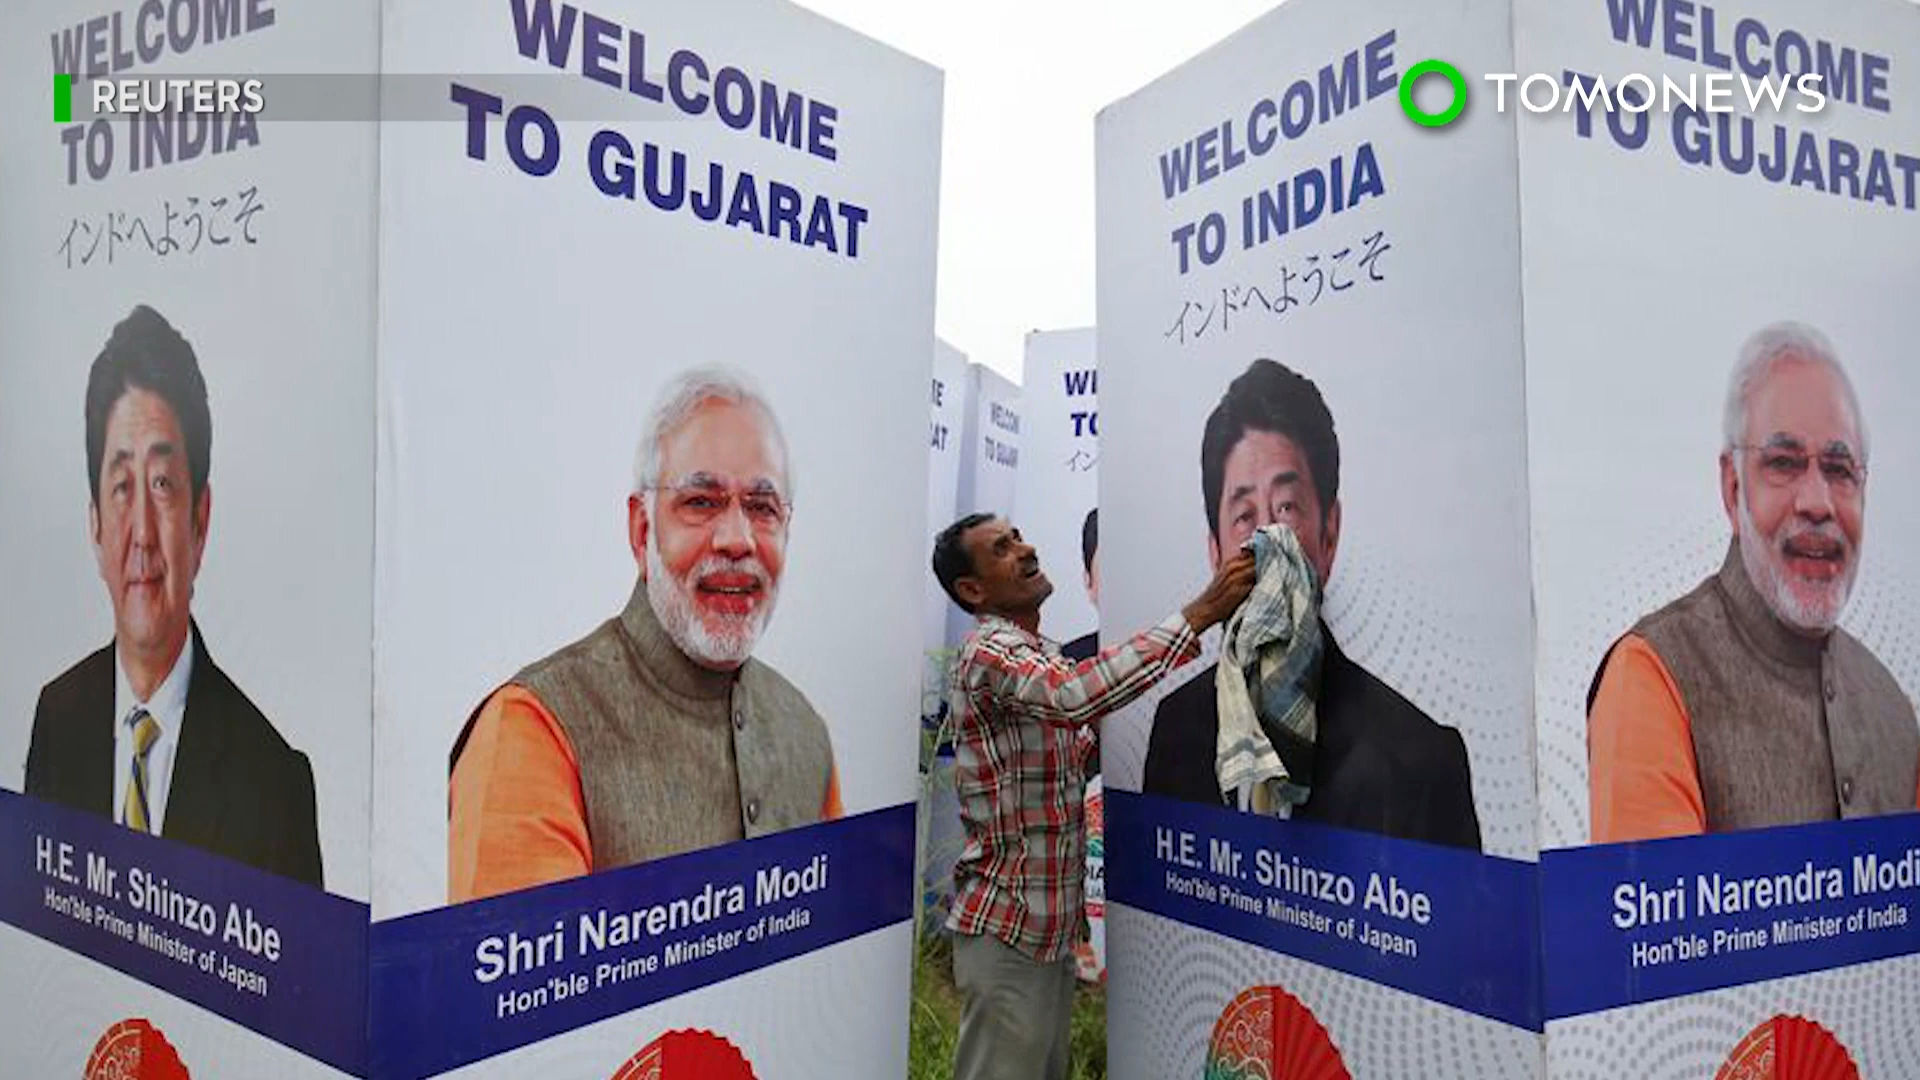 WELCOME
TO INDIA
インドへようこそ
REUTERS
H.E. Mr. Shinzo Abe
Hon'ble Prime Minister of Japan
WELCOME
TO GUJARAT
Shri Narendra Modi
Hon'ble Prime Minister of India
WELCOME
TO GUJARAT
WELCOME
TO INDIA
インドへようこそ
H.E. Mr. Shinzo Abe
Hon'ble Prime Minister of Japan
TOMONEWS
WELCOME
TO GUJARAT
Shri Narendra Modi
Hon'ble Prime Minister of India